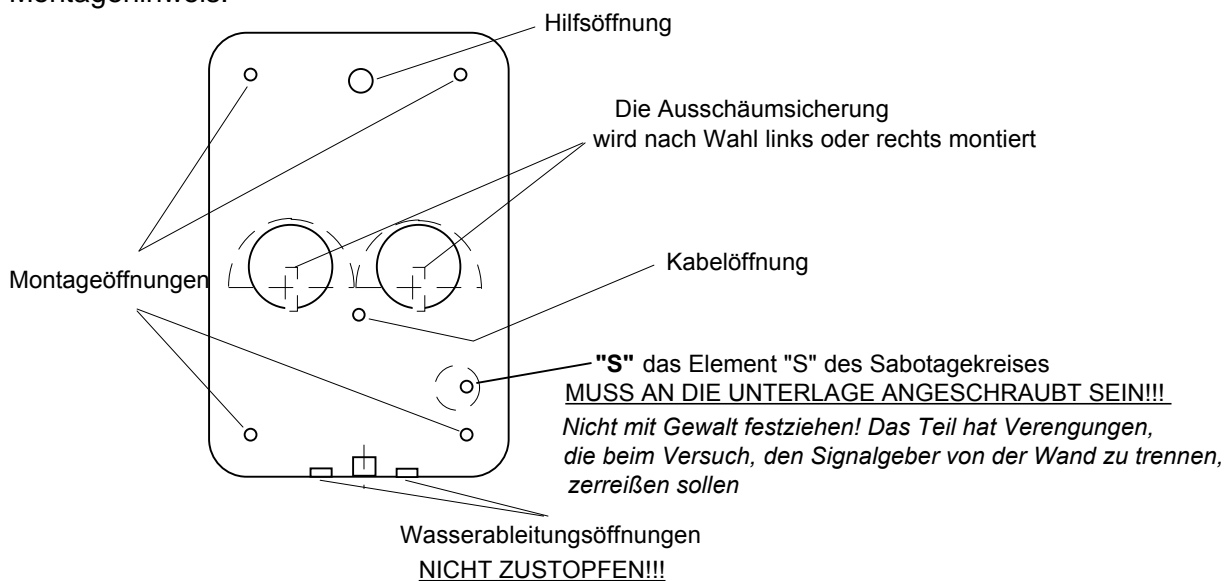 Montagehinweis:
Hilfsöffnung
Die Ausschäumsicherung
wird nach Wahl links oder rechts montiert
Montageöffnungen
Kabelöffnung
"S" das Element "S" des Sabotagekreises
MUSS AN DIE UNTERLAGE ANGESCHRAUBT SEIN!!!
Nicht mit Gewalt festziehen! Das Teil hat Verengungen,
die beim Versuch, den Signalgeber von der Wand zu trennen,
zerreißen sollen
Wasserableitungsöffnungen
NICHT ZUSTOPFEN!!!